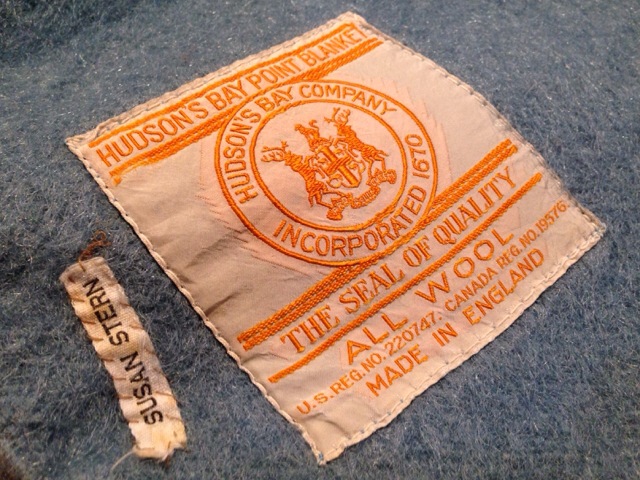 HUDSON'S BAY POINT BLANKET
HUDSON'S BAY COMPANY
INCORPORATED 1670
THE SEAL OF QUALITY
ALL WOOL
U.S. REG. NO. 220747. CANADA REG. NO. 19576.
MADE IN ENGLAND
SUSAN STERN